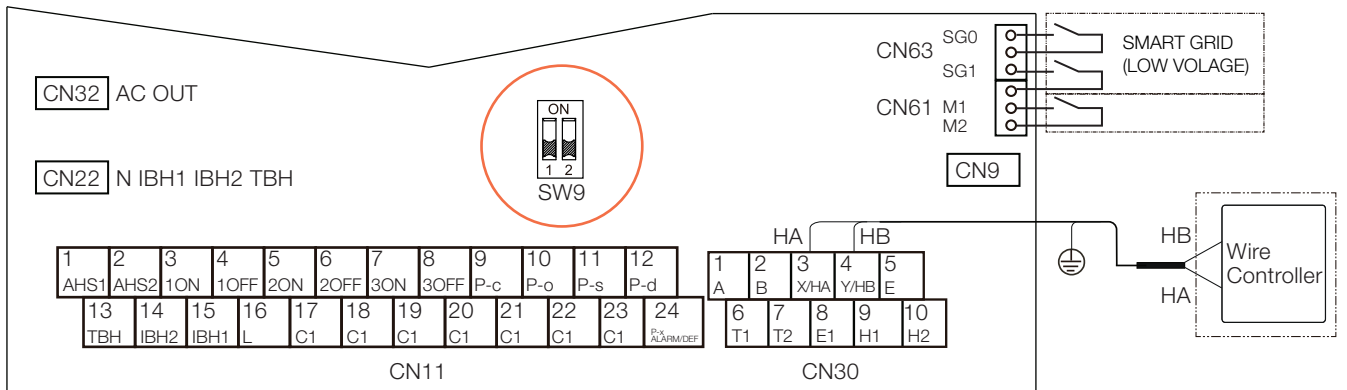 CN63
SG0
SG1
SMART GRID
(LOW VOLAGE)
CN61
M1
M2
CN32 AC OUT
ON
1 2
SW9
CN22 N IBH1 IBH2 TBH
CN9
HA
HB
HB
HA
Wire
Controller
1 2 3 4 5 6 7 8 9 10 11 12
AHS1 AHS2 1ON 1OFF 2ON 2OFF 3ON 3OFF P-c P-o P-s P-d
13 14 15 16 17 18 19 20 21 22 23 24
TBH IBH2 IBH1 L C1 C1 C1 C1 C1 C1 C1 P-x
ALARM/DEF
CN11
1 2 3 4 5
A B X/HA Y/HB E
6 7 8 9 10
T1 T2 E1 H1 H2
CN30